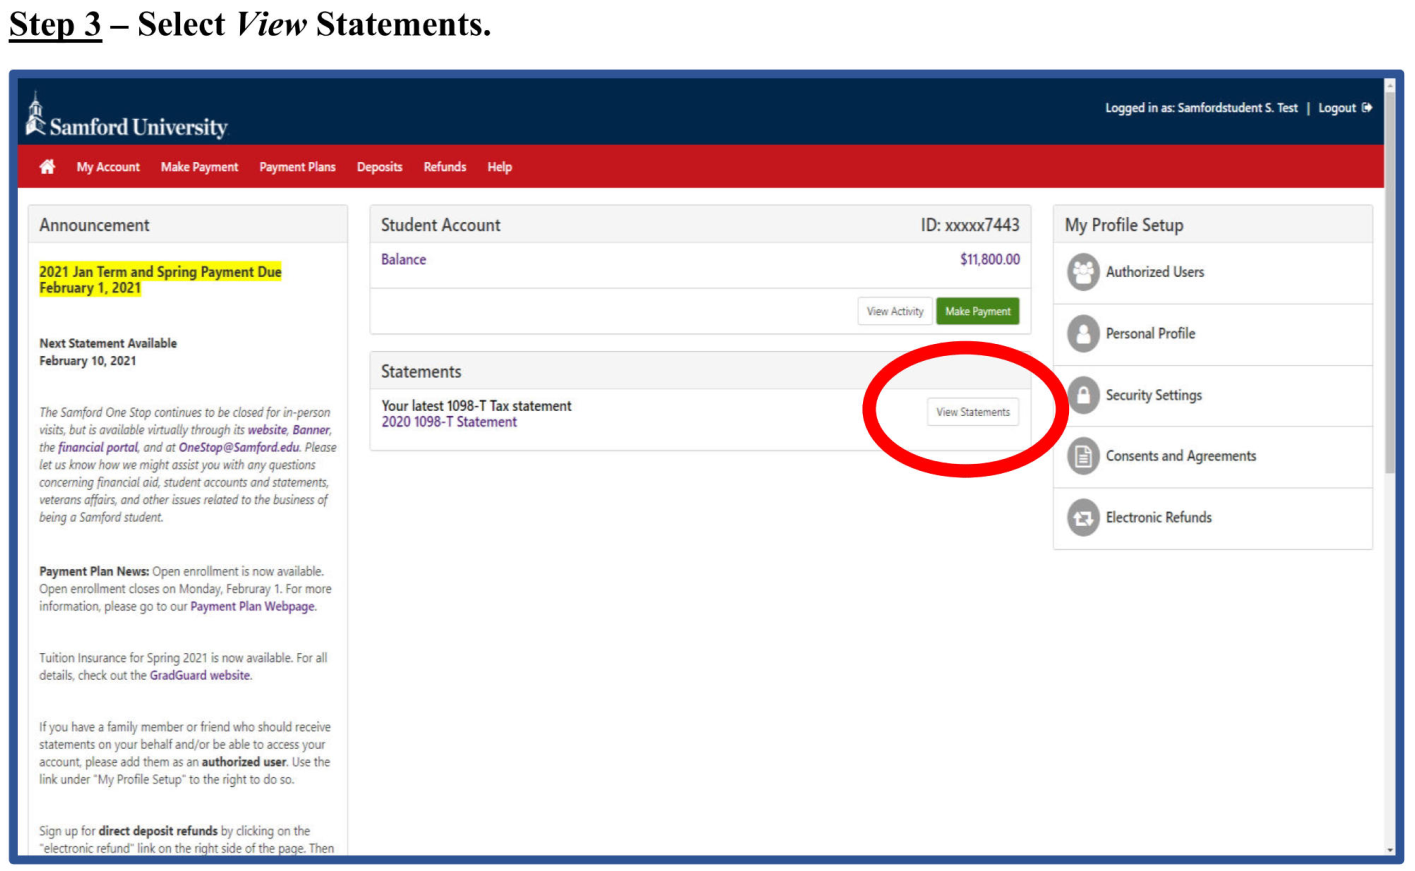 Step 3 – Select View Statements.
Samford University
Logged in as: Samfordstudent S. Test | Logout
My Account Make Payment Payment Plans Deposits Refunds Help
Announcement
2021 Jan Term and Spring Payment Due
February 1, 2021
Next Statement Available
February 10, 2021
The Samford One Stop continues to be closed for in-person
visits, but is available virtually through its website, Banner,
the financial portal, and at OneStop@Samford.edu. Please
let us know how we might assist you with any questions
concerning financial aid, student accounts and statements,
veterans affairs, and other issues related to the business of
being a Samford student.
Payment Plan News: Open enrollment is now available.
Open enrollment closes on Monday, Februray 1. For more
information, please go to our Payment Plan Webpage.
Tuition Insurance for Spring 2021 is now available. For all
details, check out the GradGuard website.
If you have a family member or friend who should receive
statements on your behalf and/or be able to access your
account, please add them as an authorized user. Use the
link under "My Profile Setup" to the right to do so.
Sign up for direct deposit refunds by clicking on the
"electronic refund" link on the right side of the page. Then
Student Account ID: xxxxx7443
Balance $11,800.00
View Activity Make Payment
Statements
Your latest 1098-T Tax statement
2020 1098-T Statement
View Statements
My Profile Setup
Authorized Users
Personal Profile
Security Settings
Consents and Agreements
Electronic Refunds